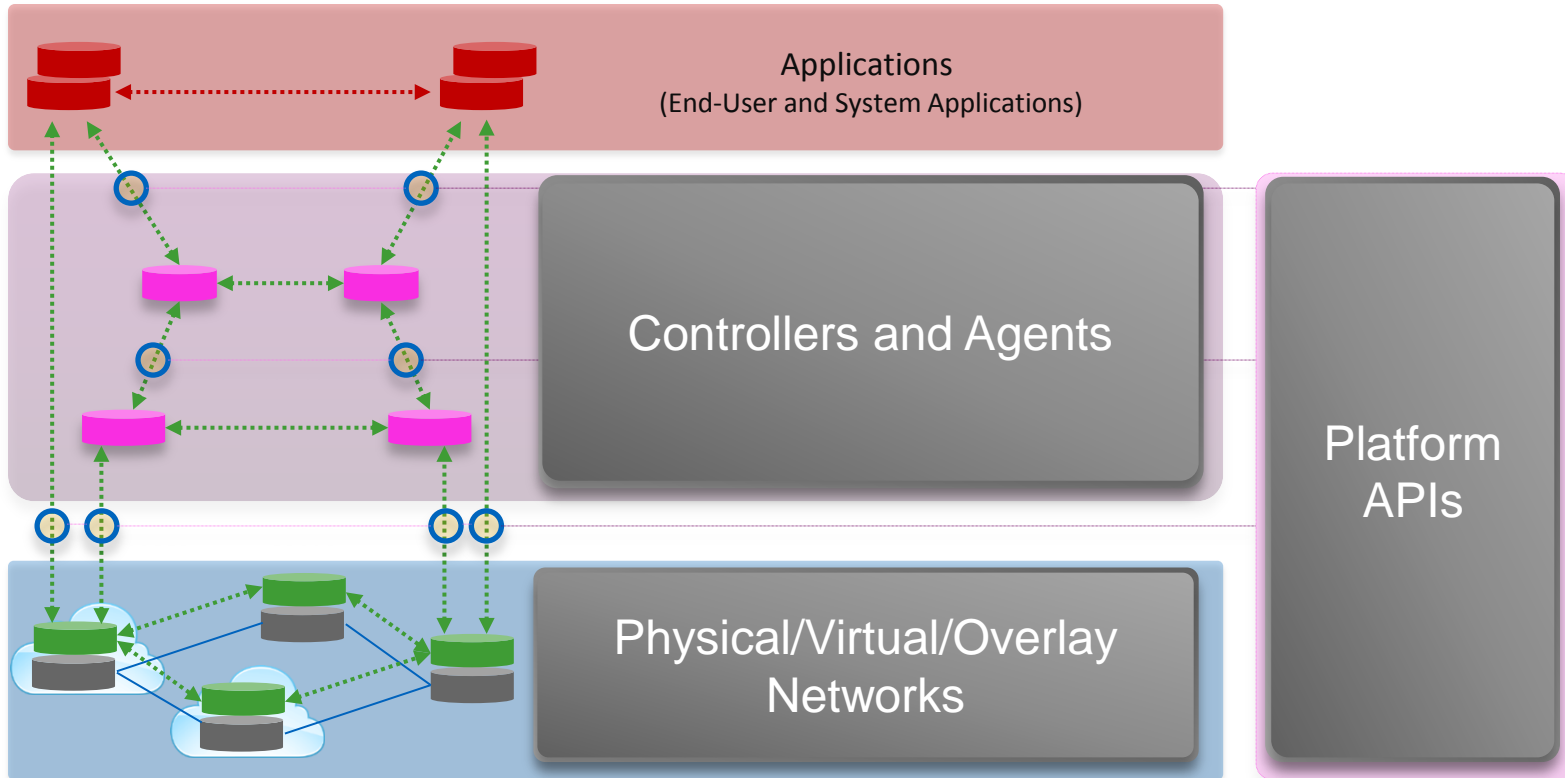 Applications
(End-User and System Applications)
Controllers and Agents
Platform
APIs
Physical/Virtual/Overlay
Networks